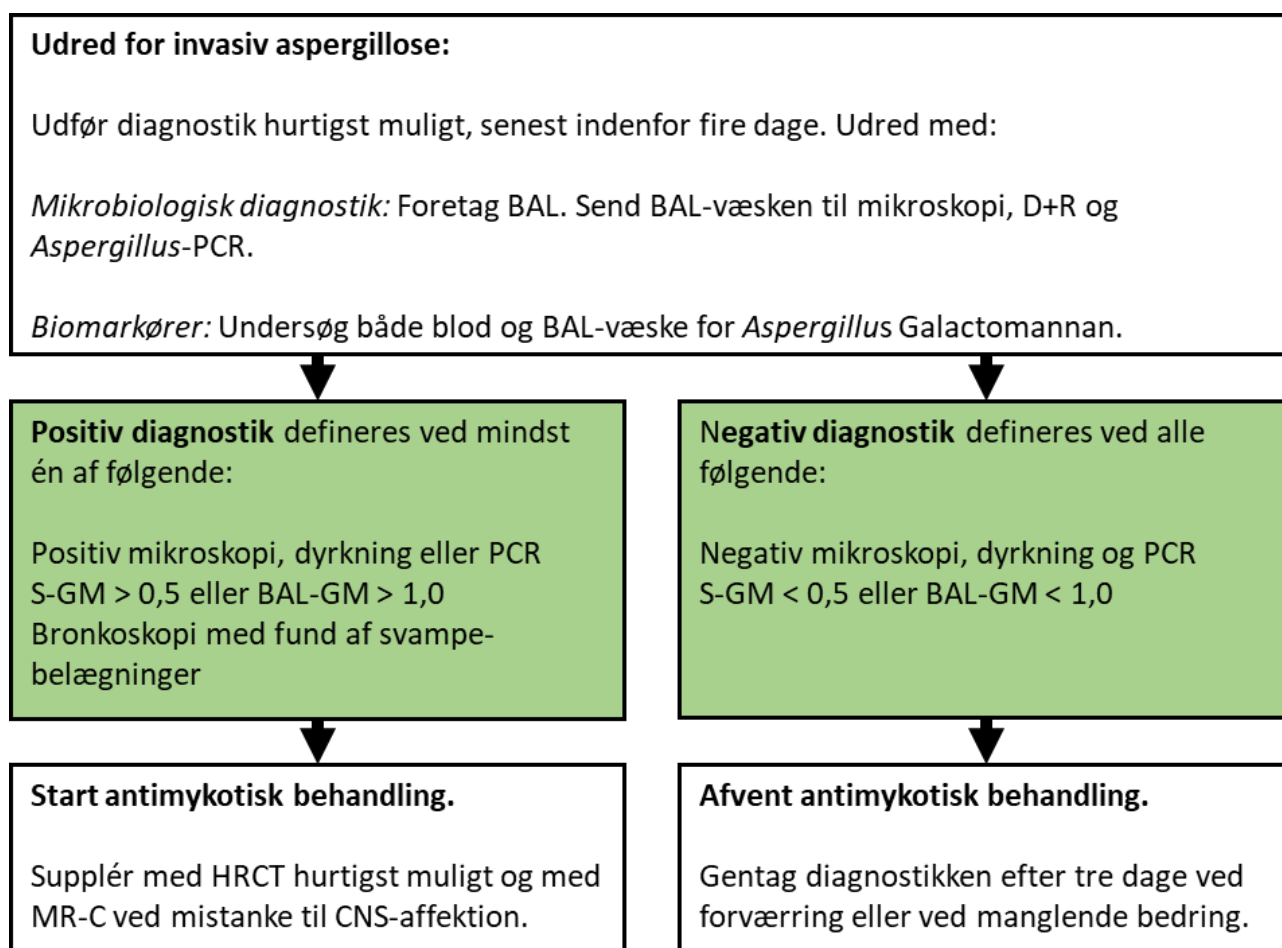 Udred for invasiv aspergillose:
Udfør diagnostik hurtigst muligt, senest indenfor fire dage. Udred med:
Mikrobiologisk diagnostik: Foretag BAL. Send BAL-væsken til mikroskopi, D+R og
Aspergillus-PCR.
Biomarkører: Undersøg både blod og BAL-væske for Aspergillus Galactomannan.
Positiv diagnostik defineres ved mindst
én af følgende:
Positiv mikroskopi, dyrkning eller PCR
S-GM > 0,5 eller BAL-GM > 1,0
Bronkoskopi med fund af svampe-
belægninger
Negativ diagnostik defineres ved alle
følgende:
Negativ mikroskopi, dyrkning og PCR
S-GM < 0,5 eller BAL-GM < 1,0
Start antimykotisk behandling.
Supplér med HRCT hurtigst muligt og med
MR-C ved mistanke til CNS-affektion.
Afvent antimykotisk behandling.
Gentag diagnostikken efter tre dage ved
forværring eller ved manglende bedring.